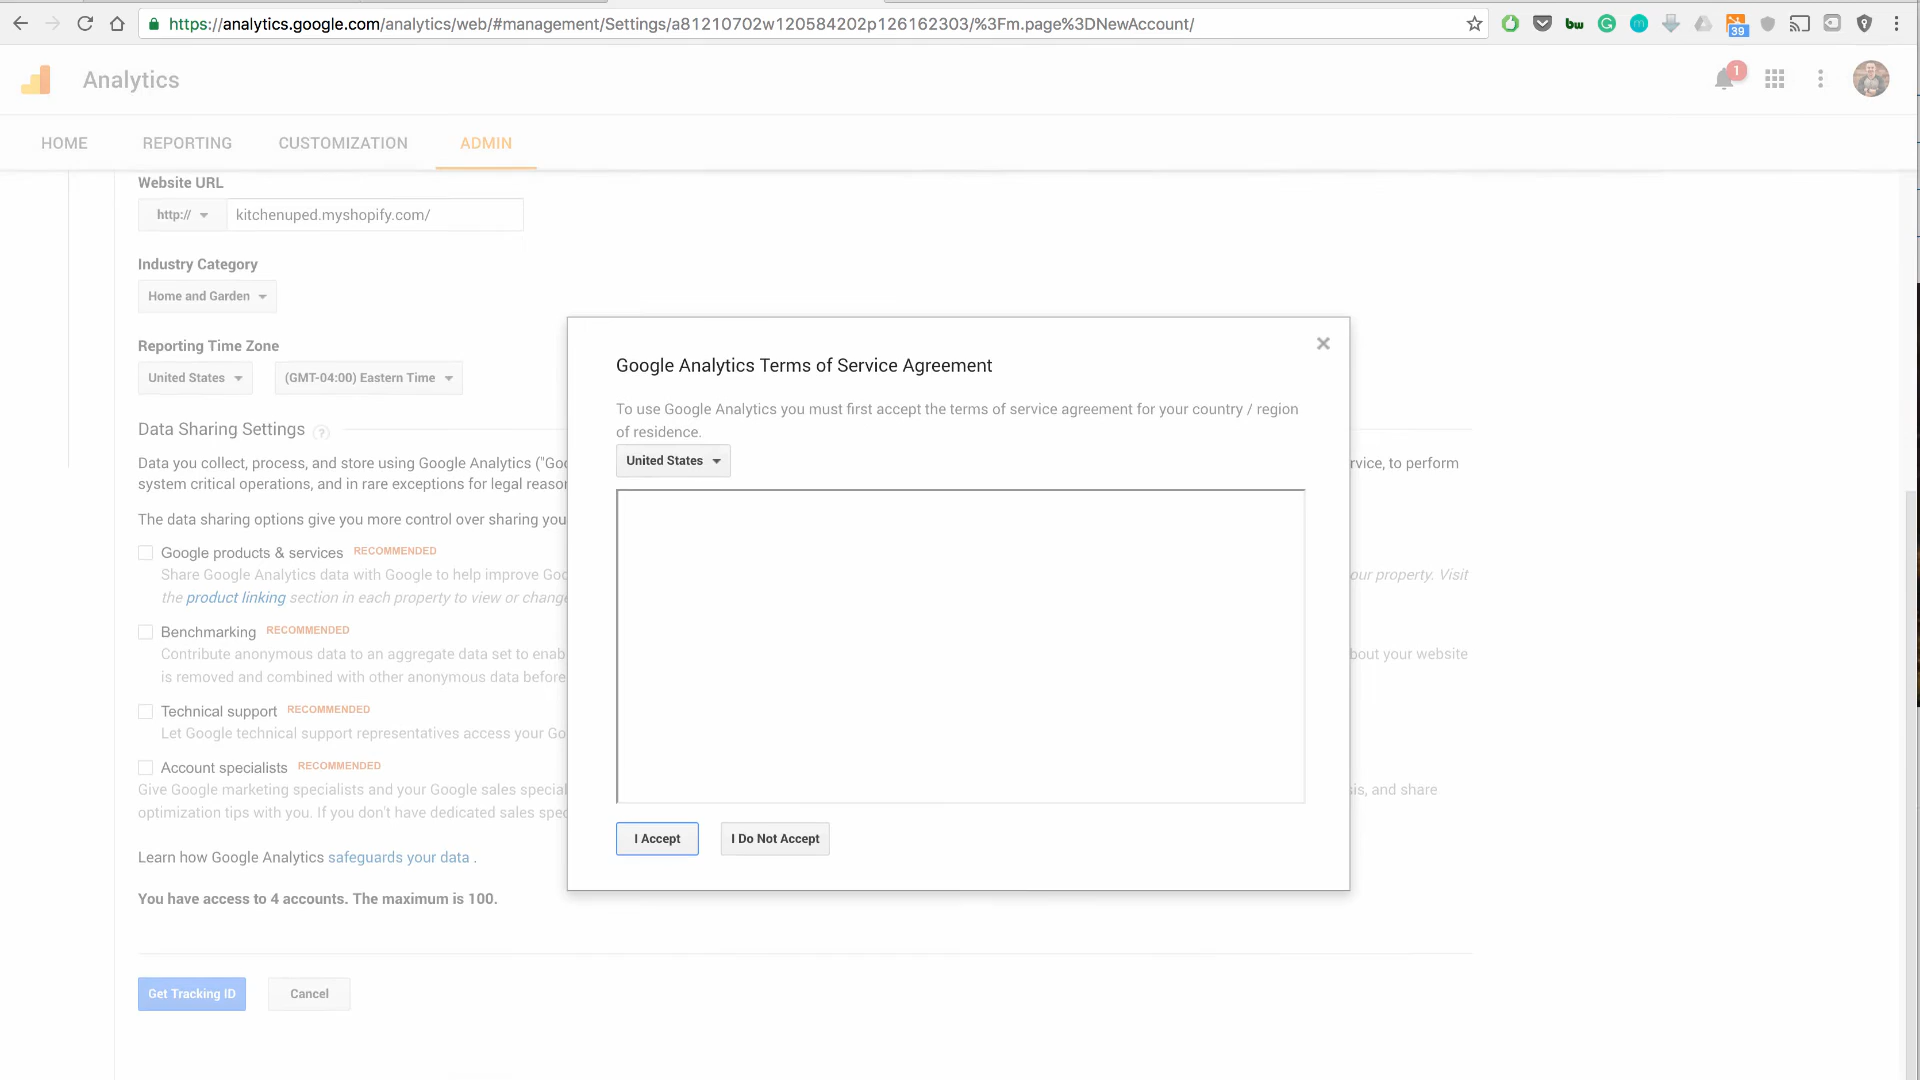 https://analytics.google.com/analytics/web/#management/Settings/a81210702w120584202p126162303/%3Fm.page%3DNewAccount/
bw
39
Analytics
1
HOME REPORTING CUSTOMIZATION ADMIN
Website URL
http:// kitchenuped.myshopify.com/
Industry Category
Home and Garden
Reporting Time Zone
United States (GMT-04:00) Eastern Time
Data Sharing Settings ?
Data you collect, process, and store using Google Analytics ("Goo rvice, to perform
system critical operations, and in rare exceptions for legal reason
The data sharing options give you more control over sharing you
Google products & services RECOMMENDED
Share Google Analytics data with Google to help improve Goo our property. Visit
the product linking section in each property to view or change
Benchmarking RECOMMENDED
Contribute anonymous data to an aggregate data set to enab bout your website
is removed and combined with other anonymous data before
Technical support RECOMMENDED
Let Google technical support representatives access your Go
Account specialists RECOMMENDED
Give Google marketing specialists and your Google sales special sis, and share
optimization tips with you. If you don't have dedicated sales spec
Learn how Google Analytics safeguards your data .
You have access to 4 accounts. The maximum is 100.
Get Tracking ID Cancel
Google Analytics Terms of Service Agreement
To use Google Analytics you must first accept the terms of service agreement for your country / region
of residence.
United States
I Accept I Do Not Accept